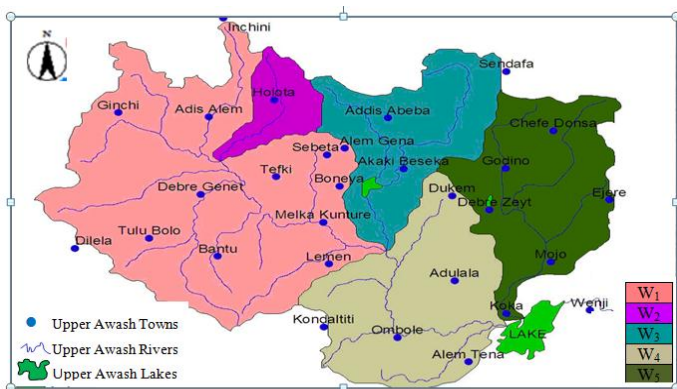 N
Inchini
Sendafa
Holota
Ginchi
Adis Alem
Addis Abeba
Chefe Donsa
Sebeta
Alem Gena
Tefki
Akaki Beseka
Godino
Boneya
Debre Genet
Dukem
Ejere
Debre Zeyt
Melka Kunture
Tulu Bolo
Dilela
Bantu
Lemen
Mojo
Adulala
Koka
Wenji
LAKE
Kondaltiti
Ombole
Alem Tena
Upper Awash Towns
Upper Awash Rivers
Upper Awash Lakes
W1
W2
W3
W4
W5